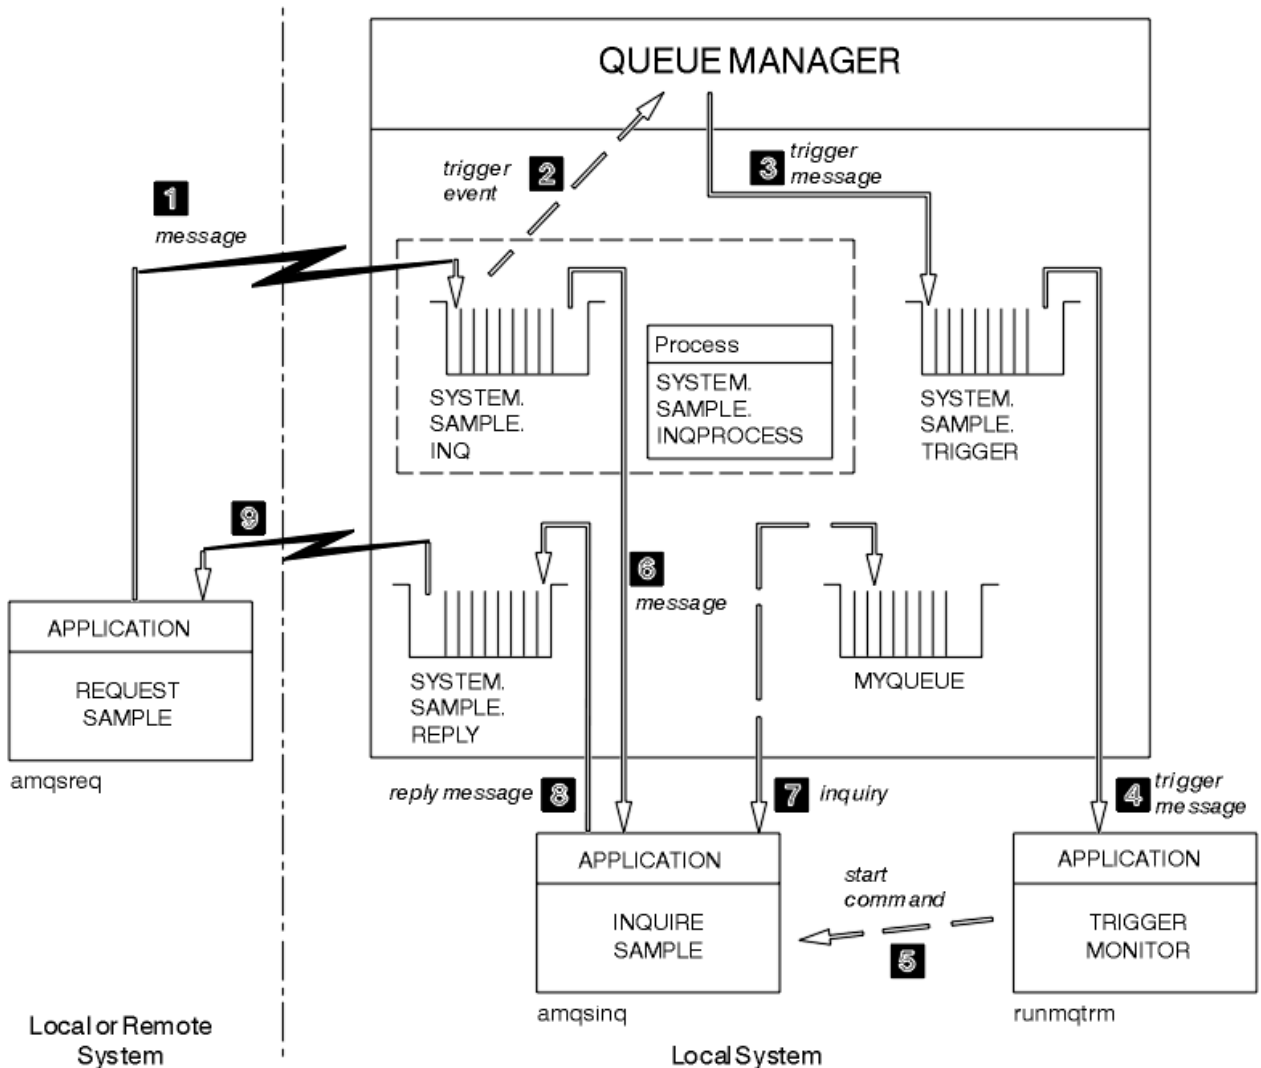 QUEUE MANAGER
1
message
trigger
event
2
3
trigger
message
SYSTEM.
SAMPLE.
INQ
Process
SYSTEM.
SAMPLE.
INQPROCESS
SYSTEM.
SAMPLE.
TRIGGER
9
6
message
APPLICATION
REQUEST
SAMPLE
amqsreq
SYSTEM.
SAMPLE.
REPLY
MYQUEUE
reply message
8
7
inquiry
4
trigger
message
APPLICATION
INQUIRE
SAMPLE
amqsinq
start
command
5
APPLICATION
TRIGGER
MONITOR
runmqtrm
Local or Remote
System
Local System